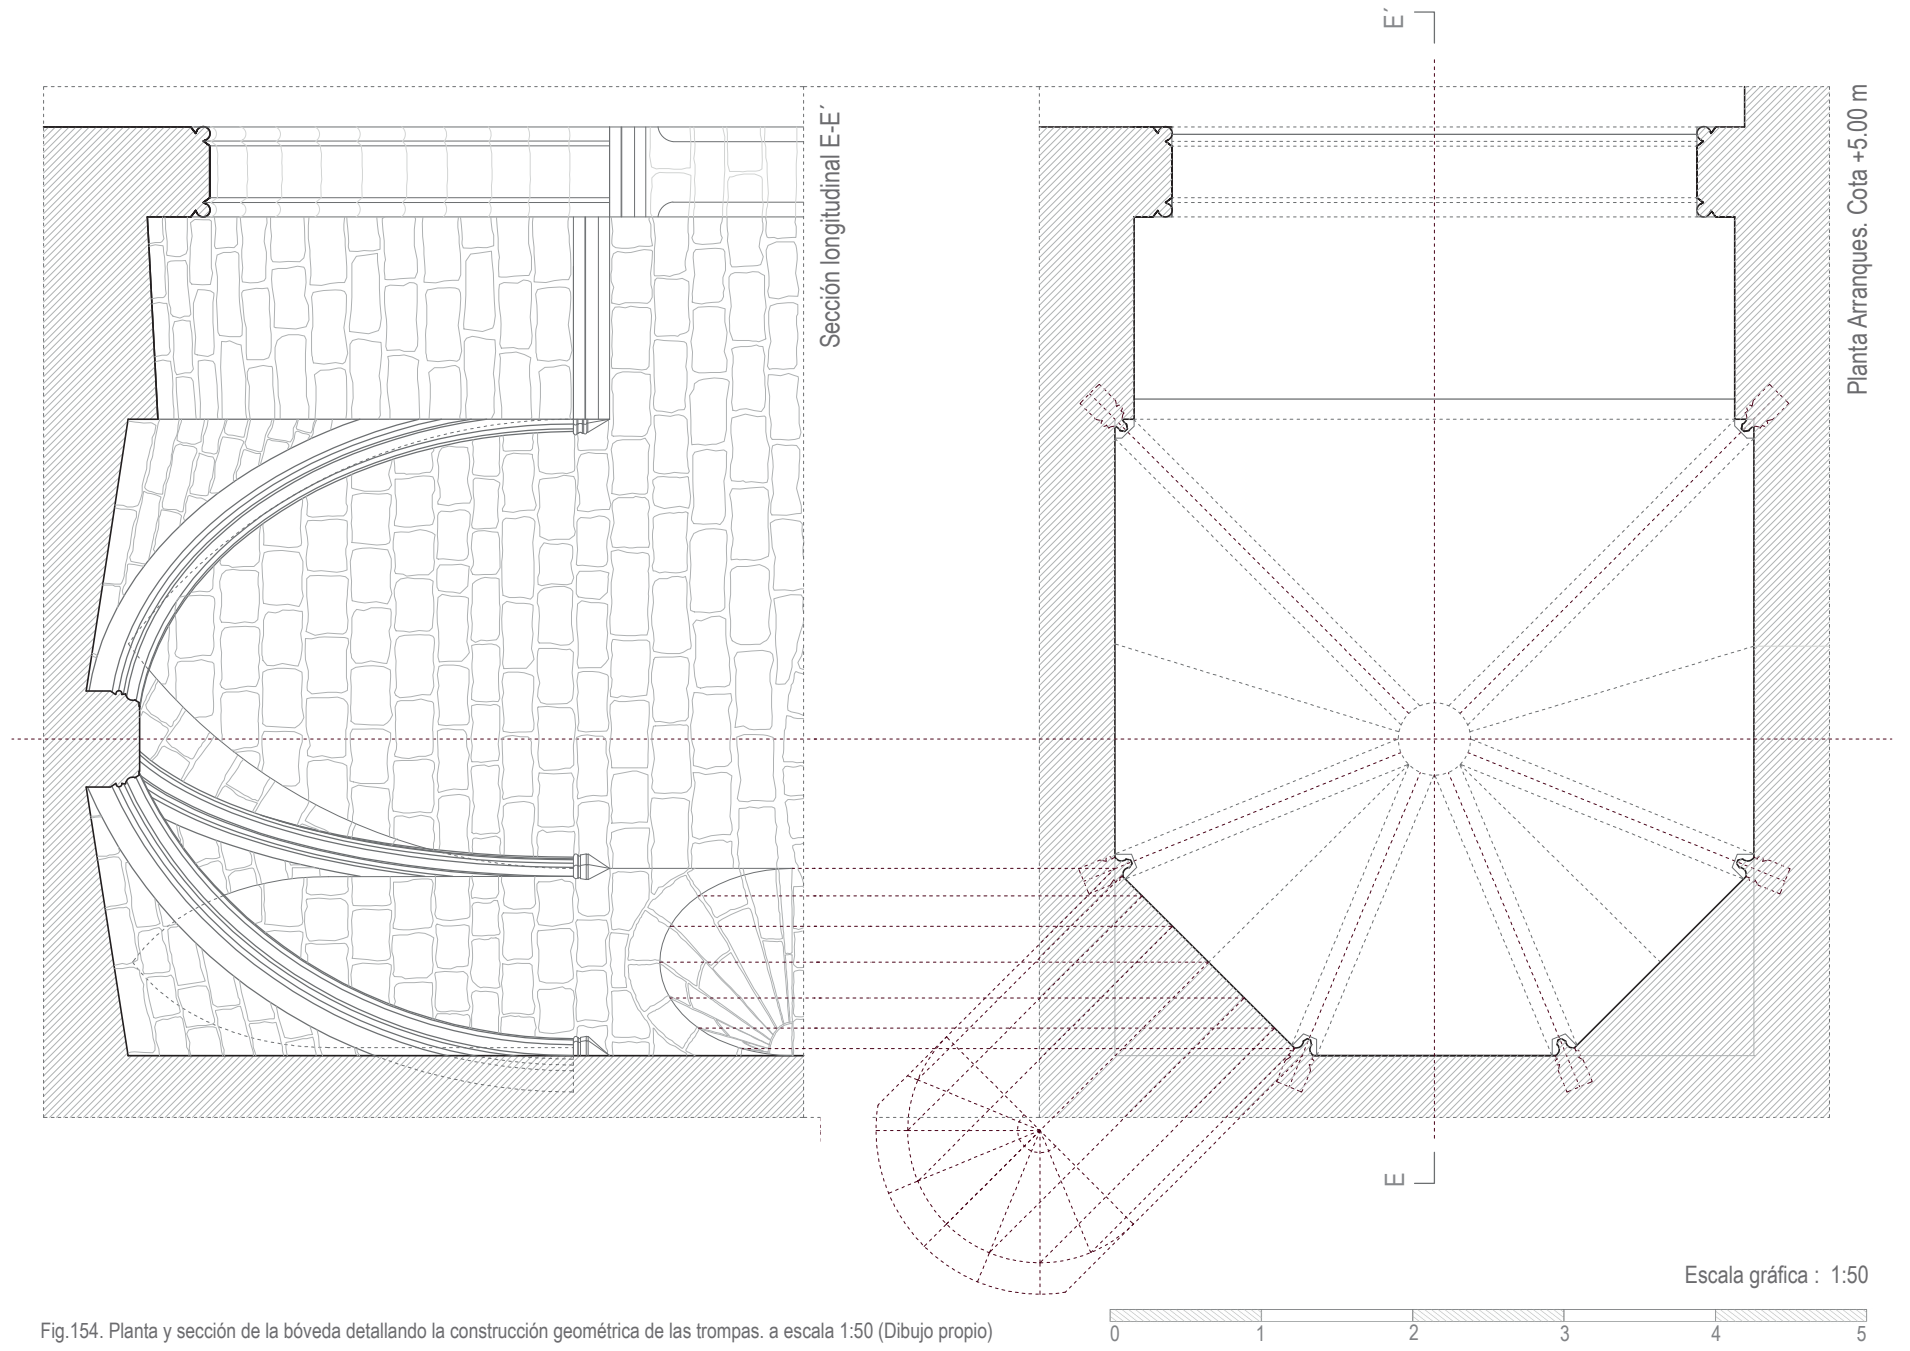 E´
Sección longitudinal E-E´
Planta Arranques. Cota +5.00 m
E
Escala gráfica : 1:50
0 1 2 3 4 5
Fig.154. Planta y sección de la bóveda detallando la construcción geométrica de las trompas. a escala 1:50 (Dibujo propio)